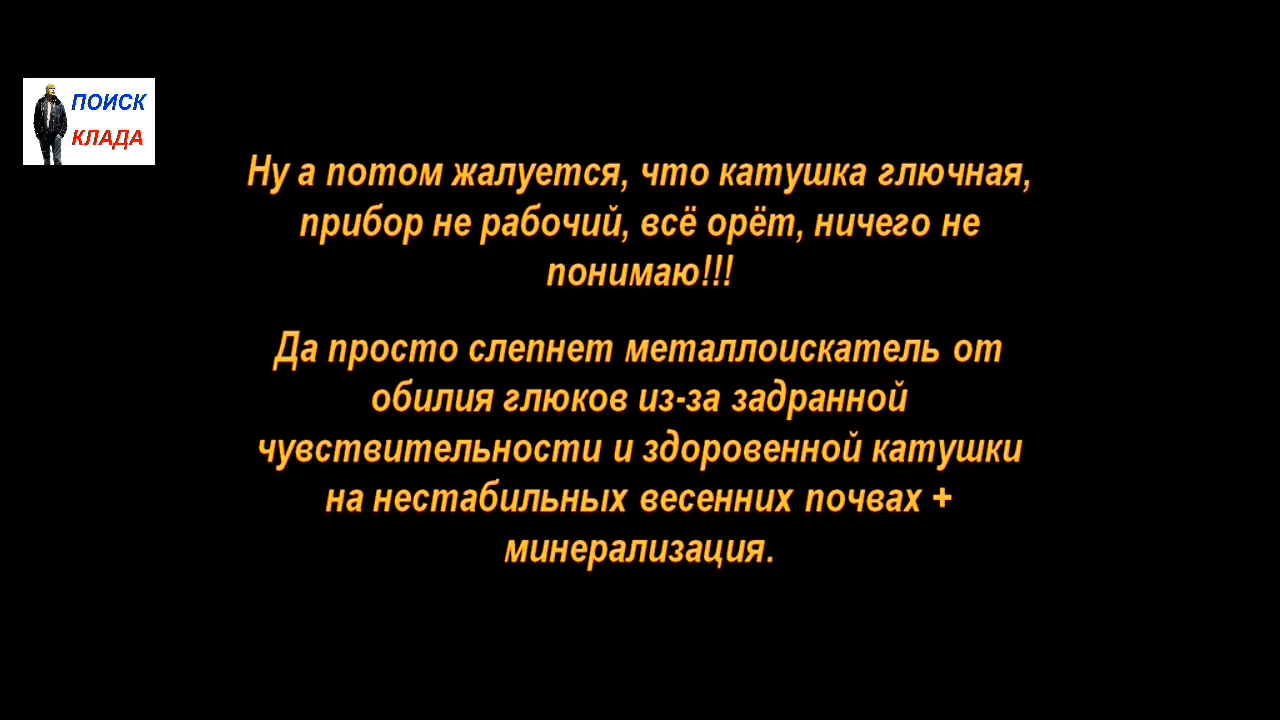 ПОИСК
КЛАДА
Ну а потом жалуется, что катушка глючная,
прибор не рабочий, всё орёт, ничего не
понимаю!!!
Да просто слепнет металлоискатель от
обилия глюков из-за задранной
чувствительности и здоровенной катушки
на нестабильных весенних почвах +
минерализация.